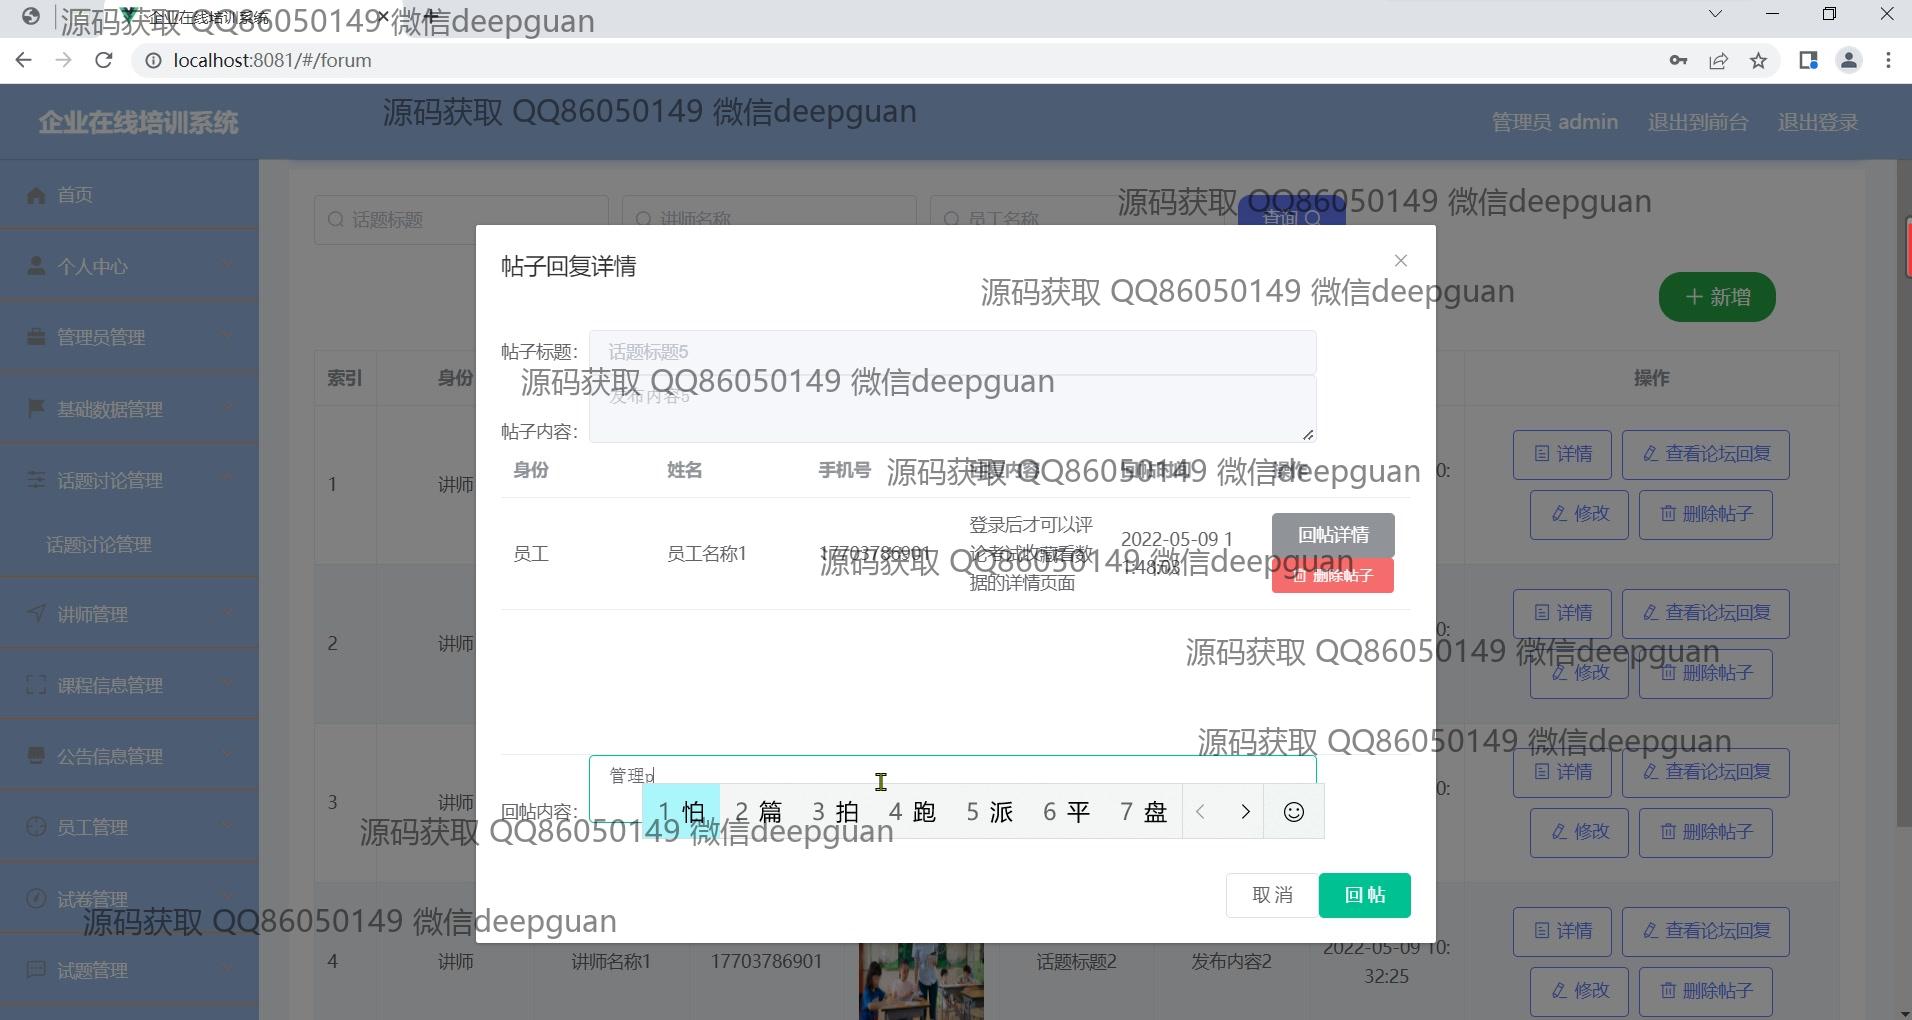 企业在线培训系统
源码获取 QQ86050149 微信deepguan
localhost:8081/#/forum
企业在线培训系统
源码获取 QQ86050149 微信deepguan
管理员 admin 退出到前台 退出登录
首页
个人中心
管理员管理
基础数据管理
话题讨论管理
话题讨论管理
讲师管理
课程信息管理
公告信息管理
员工管理
试卷管理
试题管理
话题标题 讲师名称 员工名称 查询
源码获取 QQ86050149 微信deepguan
新增
索引 身份 操作
1 讲师 0: 详情 查看论坛回复
修改 删除帖子
2 讲师 0: 详情 查看论坛回复
修改 删除帖子
3 讲师 0: 详情 查看论坛回复
修改 删除帖子
4 讲师 讲师名称1 17703786901 话题标题2 发布内容2 2022-05-09 10:
32:25
详情 查看论坛回复
修改 删除帖子
帖子回复详情
源码获取 QQ86050149 微信deepguan
帖子标题: 话题标题5
源码获取 QQ86050149 微信deepguan
发布内容5
帖子内容:
身份 姓名 手机号 回帖内容 回帖时间 操作
源码获取 QQ86050149 微信deepguan
员工 员工名称1 17703786901
登录后才可以评
论考试收藏看数
据的详情页面
2022-05-09 1
1:48:03
回帖详情
删除帖子
源码获取 QQ86050149 微信deepguan
源码获取 QQ86050149 微信deepguan
源码获取 QQ86050149 微信deepguan
管理p
回帖内容:
1 怕 2 篇 3 拍 4 跑 5 派 6 平 7 盘
源码获取 QQ86050149 微信deepguan
取消 回帖
源码获取 QQ86050149 微信deepguan